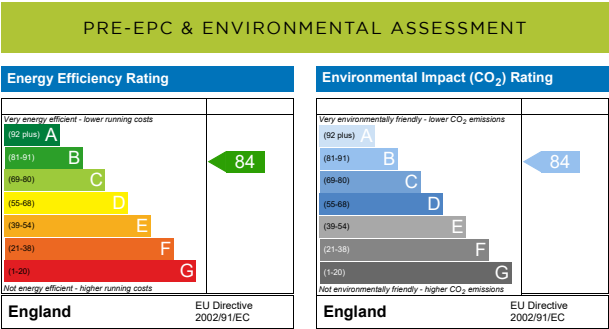 PRE-EPC & ENVIRONMENTAL ASSESSMENT
Energy Efficiency Rating
Very energy efficient - lower running costs
(92 plus) A
(81-91) B
84
(69-80) C
(55-68) D
(39-54) E
(21-38) F
(1-20) G
Not energy efficient - higher running costs
England
EU Directive
2002/91/EC
Environmental Impact (CO₂) Rating
Very environmentally friendly - lower CO₂ emissions
(92 plus) A
(81-91) B
84
(69-80) C
(55-68) D
(39-54) E
(21-38) F
(1-20) G
Not environmentally friendly - higher CO₂ emissions
England
EU Directive
2002/91/EC